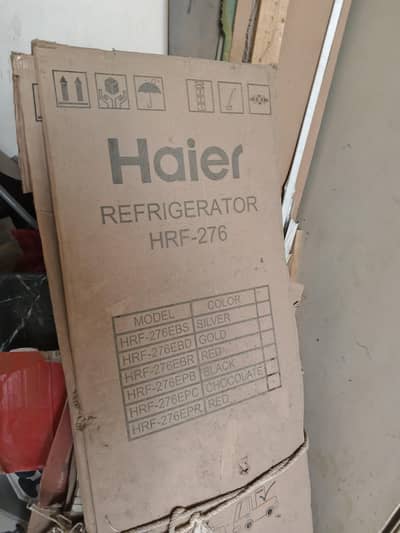 Haier
REFRIGERATOR
HRF-276
MODEL COLOR
HRF-276EBS SILVER
HRF-276EBD GOLD
HRF-276EBR RED
HRF-276EPB BLACK
HRF-276EPC CHOCOLATE
HRF-276EPR RED